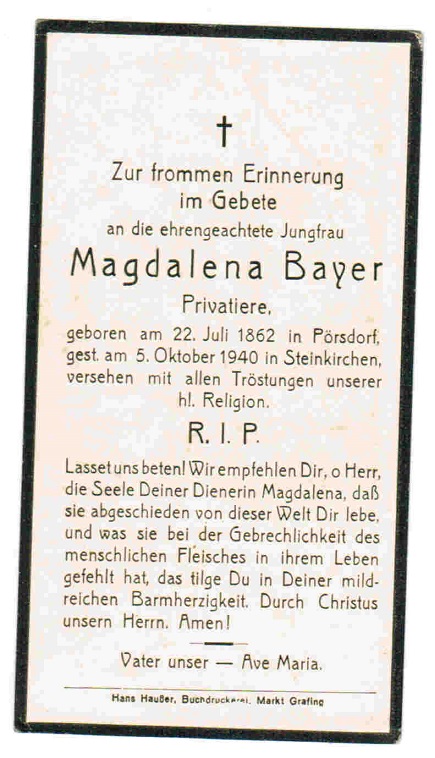 Zur frommen Erinnerung
im Gebete
an die ehrengeachtete Jungfrau
Magdalena Bayer
Privatiere,
geboren am 22. Juli 1862 in Pörsdorf,
gest. am 5. Oktober 1940 in Steinkirchen,
versehen mit allen Tröstungen unserer
hl. Religion.
R. I. P.
Lasset uns beten! Wir empfehlen Dir, o Herr,
die Seele Deiner Dienerin Magdalena, daß
sie abgeschieden von dieser Welt Dir lebe,
und was sie bei der Gebrechlichkeit des
menschlichen Fleisches in ihrem Leben
gefehlt hat, das tilge Du in Deiner mild-
reichen Barmherzigkeit. Durch Christus
unsern Herrn. Amen!
Vater unser — Ave Maria.
Hans Haußer, Buchdruckerei, Markt Grafing